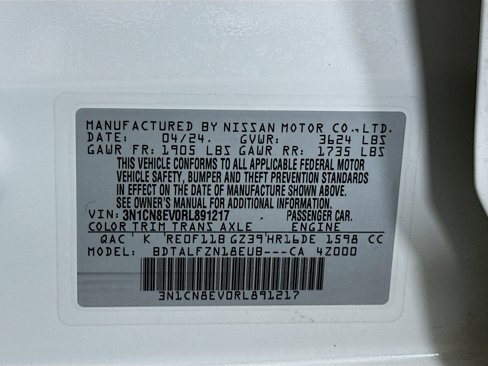 MANUFACTURED BY NISSAN MOTOR CO.,LTD.
DATE: 04/24. GVWR: 3624 LBS
GAWR FR: 1905 LBS GAWR RR: 1735 LBS
THIS VEHICLE CONFORMS TO ALL APPLICABLE FEDERAL MOTOR
VEHICLE SAFETY, BUMPER AND THEFT PREVENTION STANDARDS
IN EFFECT ON THE DATE OF MANUFACTURE SHOWN ABOVE.
SEE OWNER'S MANUAL FOR ADDITIONAL INFORMATION.
VIN: 3N1CN8EV0RL891217 PASSENGER CAR.
COLOR TRIM TRANS AXLE ENGINE
QAC K RE0F11B GZ39 HR16DE 1598 CC
MODEL: BDTALFZN18EUB---CA 4Z000
3N1CN8EV0RL891217